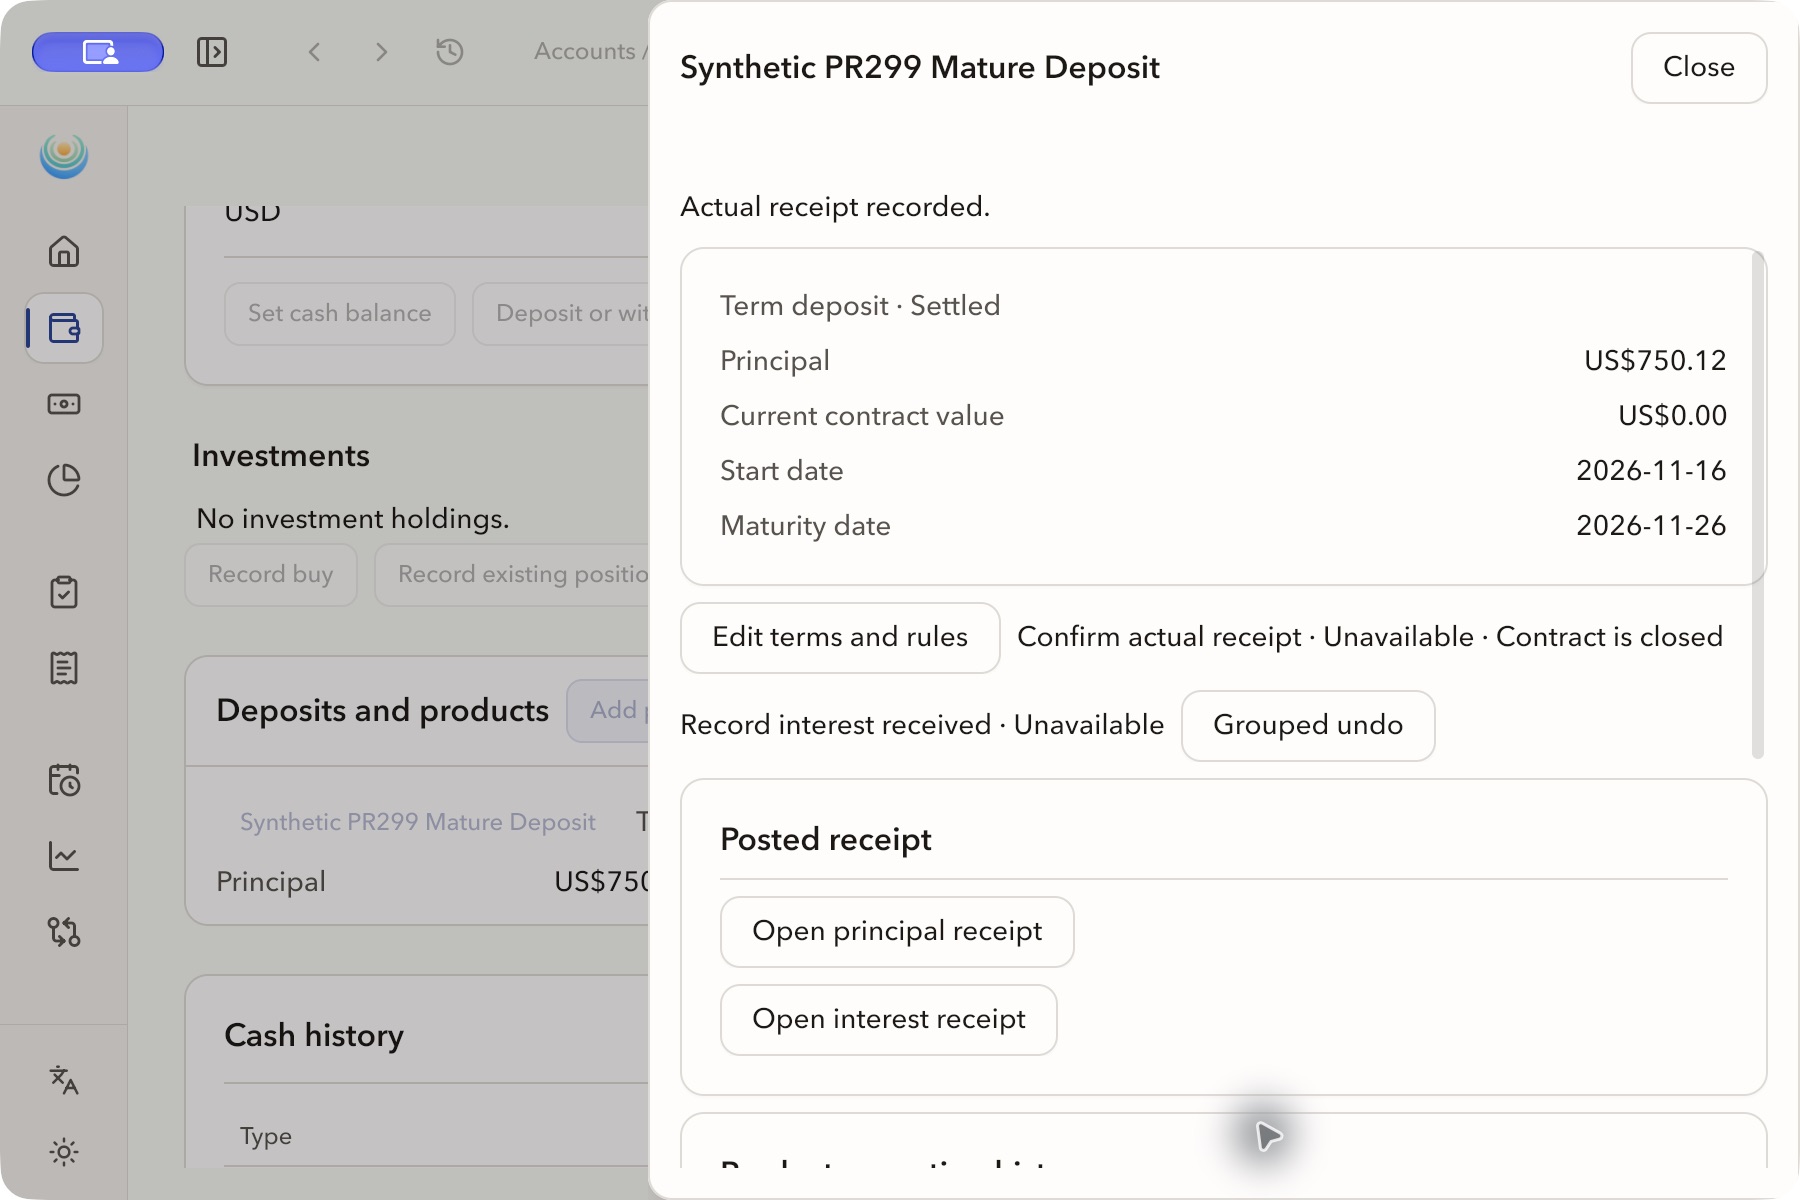 Accounts /
USD
Set cash balance
Deposit or wit
Investments
No investment holdings.
Record buy
Record existing positio
Deposits and products
Add
Synthetic PR299 Mature Deposit
T
Principal
US$750
Cash history
Type
Synthetic PR299 Mature Deposit
Close
Actual receipt recorded.
Term deposit · Settled
Principal US$750.12
Current contract value US$0.00
Start date 2026-11-16
Maturity date 2026-11-26
Edit terms and rules
Confirm actual receipt · Unavailable · Contract is closed
Record interest received · Unavailable
Grouped undo
Posted receipt
Open principal receipt
Open interest receipt